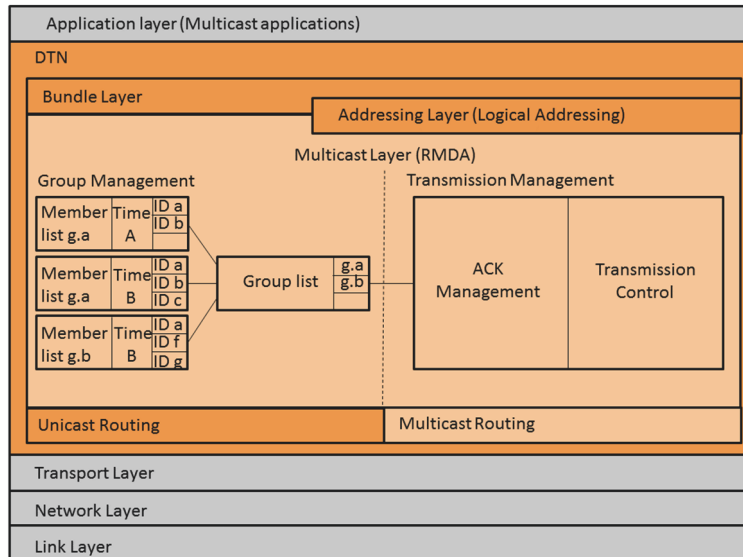 Application layer (Multicast applications)
DTN
Bundle Layer
Addressing Layer (Logical Addressing)
Multicast Layer (RMDA)
Group Management
Transmission Management
Member list g.a
Time A
ID a
ID b
Member list g.a
Time B
ID a
ID b
ID c
Member list g.b
Time B
ID a
ID f
ID g
Group list
g.a
g.b
ACK Management
Transmission Control
Unicast Routing
Multicast Routing
Transport Layer
Network Layer
Link Layer